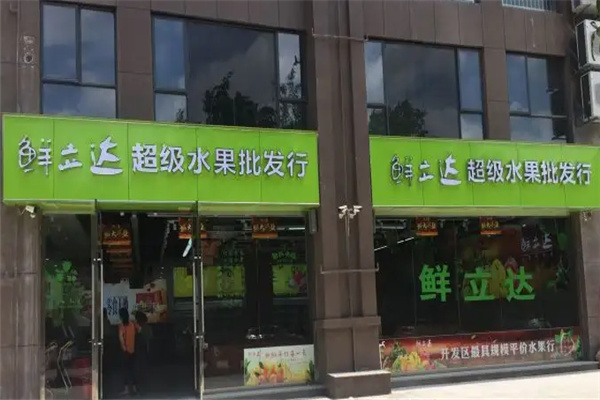 鲜立达 超级水果批发行
鲜立达 超级水果批发行
鲜立达
开发区最具规模平价水果行